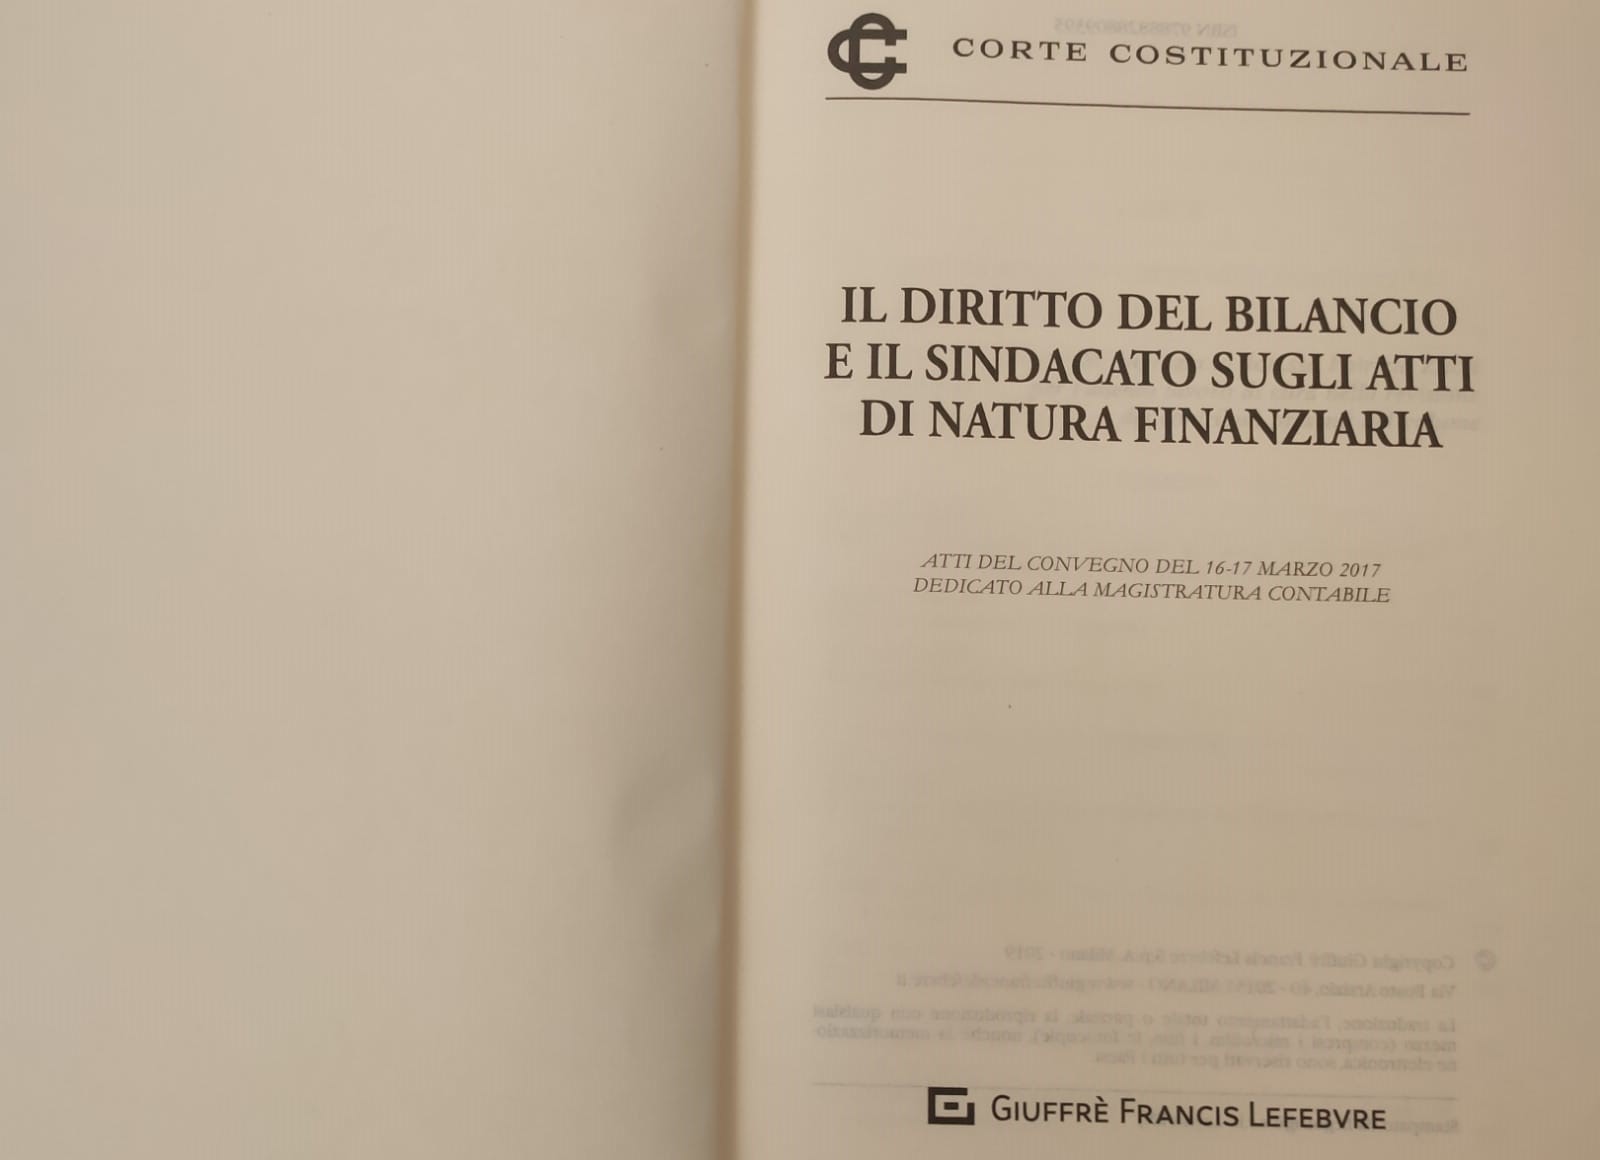 CORTE COSTITUZIONALE
IL DIRITTO DEL BILANCIO
E IL SINDACATO SUGLI ATTI
DI NATURA FINANZIARIA
ATTI DEL CONVEGNO DEL 16-17 MARZO 2017
DEDICATO ALLA MAGISTRATURA CONTABILE
GIUFFRÈ FRANCIS LEFEBVRE